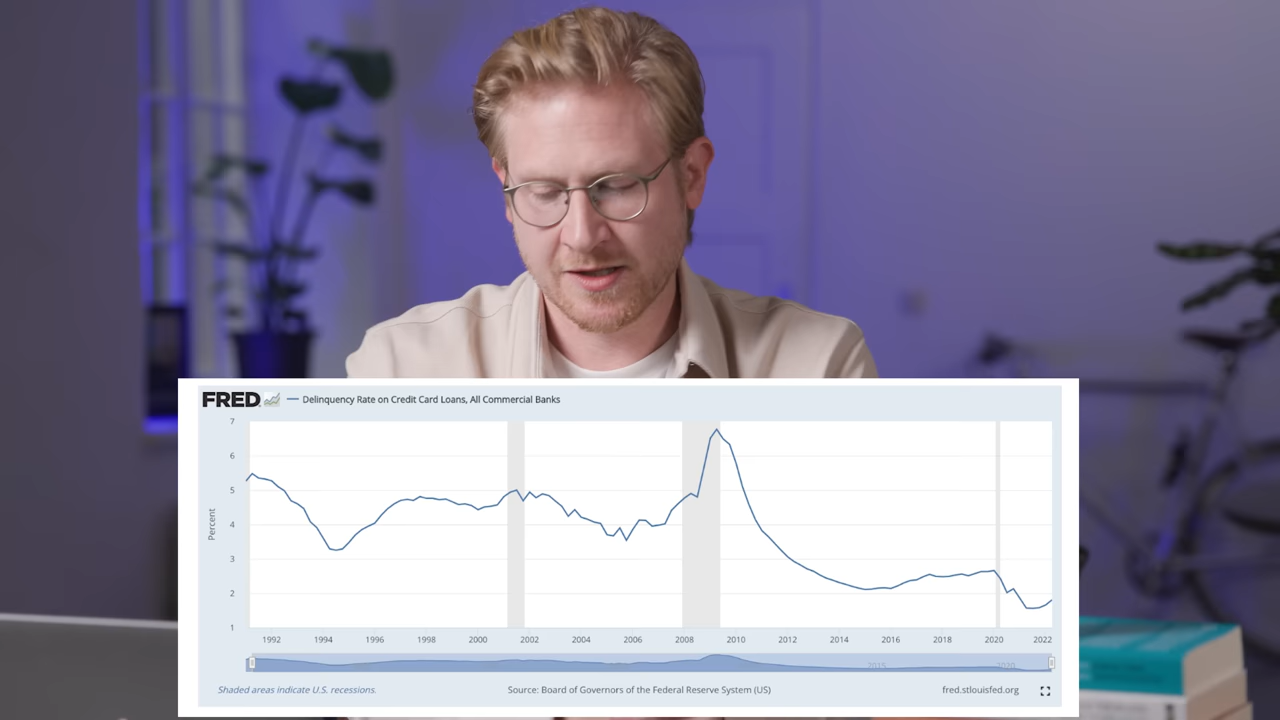 FRED Delinquency Rate on Credit Card Loans, All Commercial Banks
7
6
5
4
3
2
1
Percent
1992 1994 1996 1998 2000 2002 2004 2006 2008 2010 2012 2014 2016 2018 2020 2022
2015 2020
Shaded areas indicate U.S. recessions. Source: Board of Governors of the Federal Reserve System (US) fred.stlouisfed.org